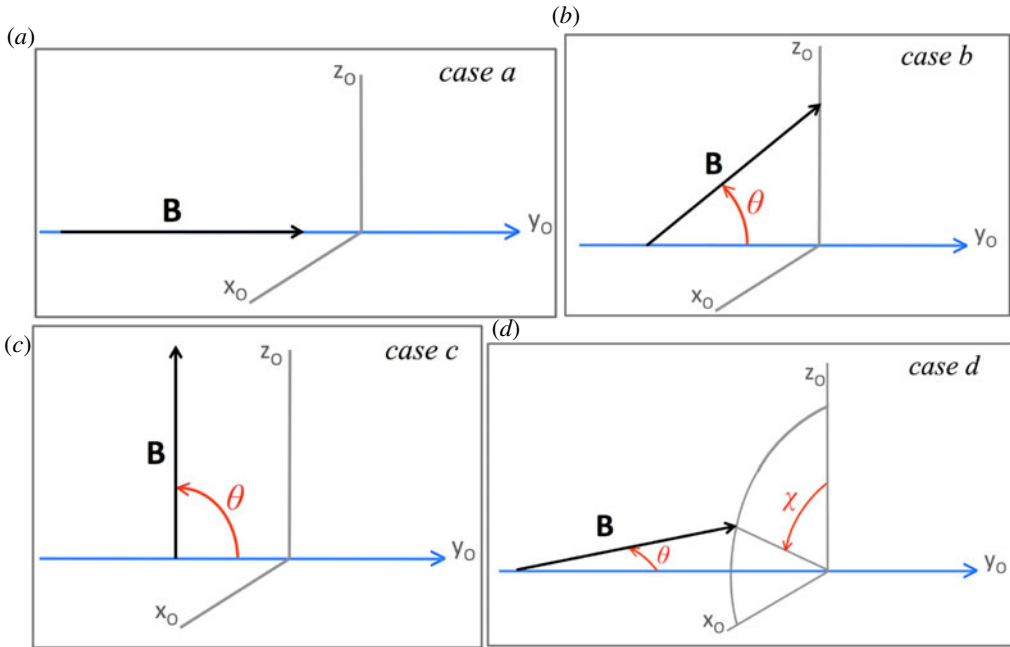 (a)
case a
z_O
B
y_O
x_O
(b)
case b
z_O
B
θ
y_O
x_O
(c)
case c
z_O
B
θ
y_O
x_O
(d)
case d
z_O
χ
B
θ
y_O
x_O